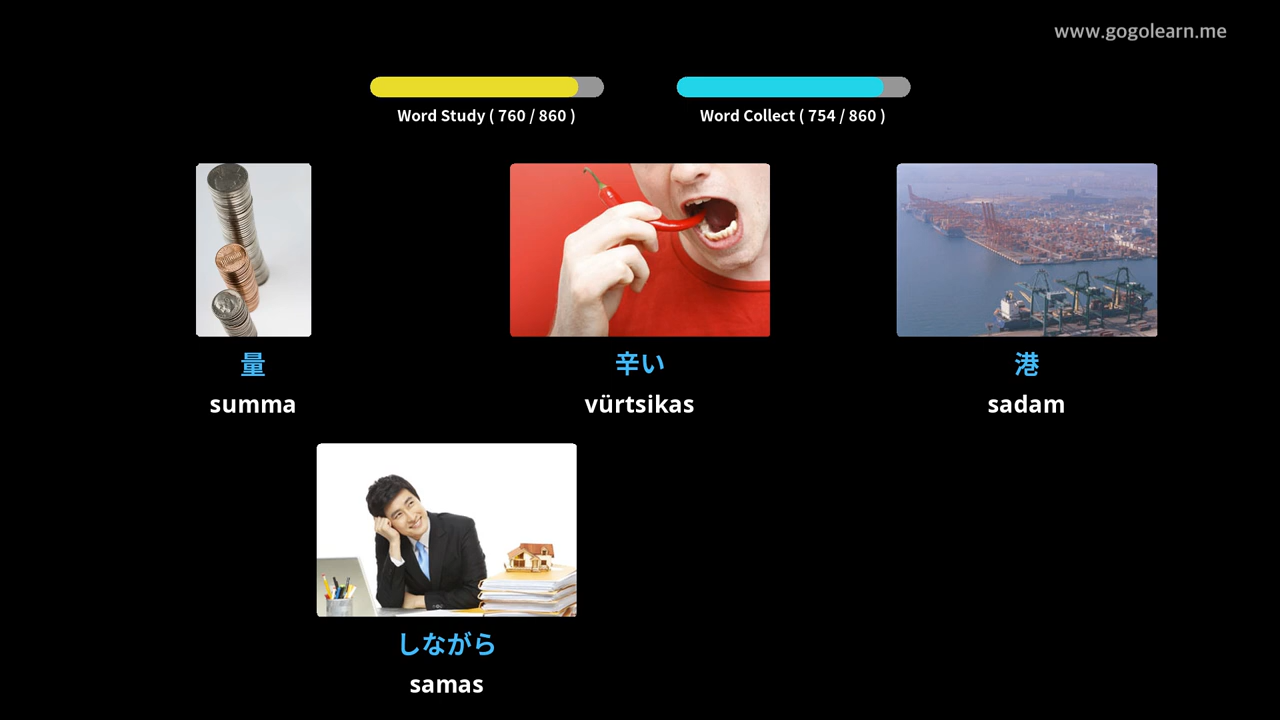 www.gogolearn.me
Word Study ( 760 / 860 )
Word Collect ( 754 / 860 )
量
summa
辛い
vürtsikas
港
sadam
しながら
samas